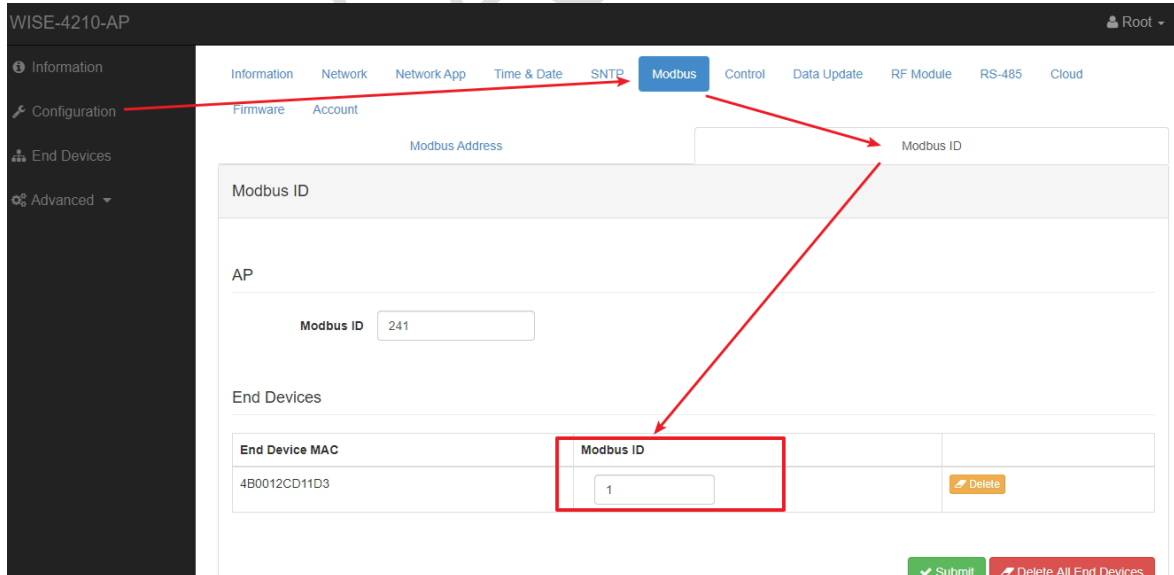 WISE-4210-AP
Root
Information
Configuration
End Devices
Advanced
Information Network Network App Time & Date SNTP Modbus Control Data Update RF Module RS-485 Cloud
Firmware Account
Modbus Address Modbus ID
Modbus ID
AP
Modbus ID 241
End Devices
End Device MAC Modbus ID
4B0012CD11D3 1 Delete
Submit Delete All End Devices